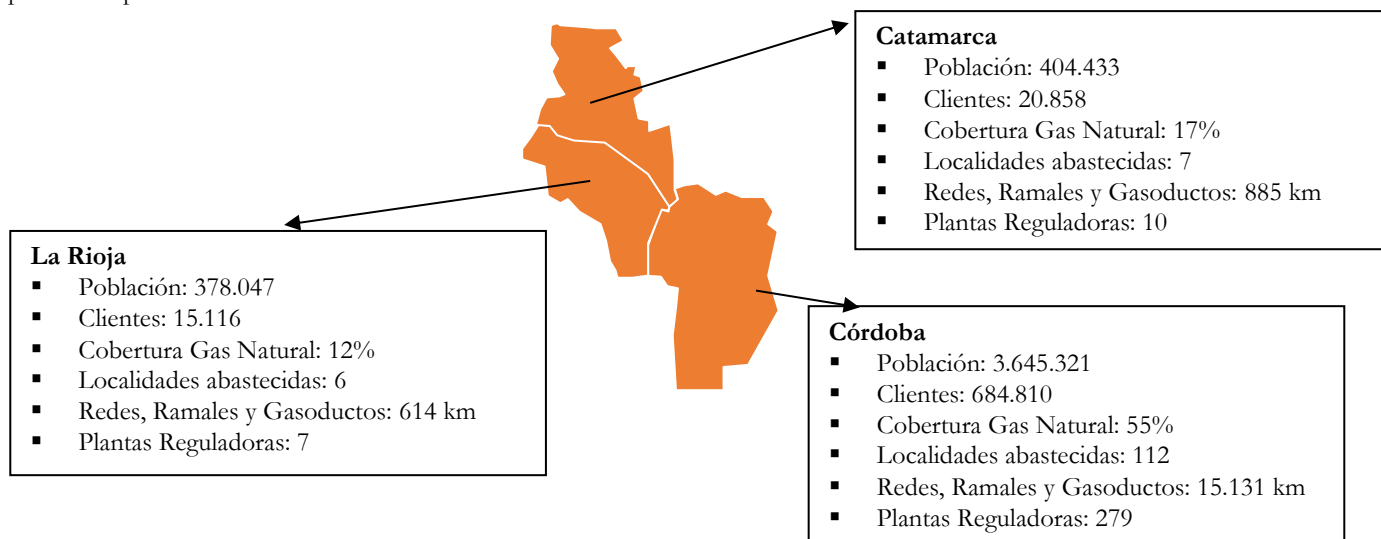 Catamarca
▪ Población: 404.433
▪ Clientes: 20.858
▪ Cobertura Gas Natural: 17%
▪ Localidades abastecidas: 7
▪ Redes, Ramales y Gasoductos: 885 km
▪ Plantas Reguladoras: 10
La Rioja
▪ Población: 378.047
▪ Clientes: 15.116
▪ Cobertura Gas Natural: 12%
▪ Localidades abastecidas: 6
▪ Redes, Ramales y Gasoductos: 614 km
▪ Plantas Reguladoras: 7
Córdoba
▪ Población: 3.645.321
▪ Clientes: 684.810
▪ Cobertura Gas Natural: 55%
▪ Localidades abastecidas: 112
▪ Redes, Ramales y Gasoductos: 15.131 km
▪ Plantas Reguladoras: 279